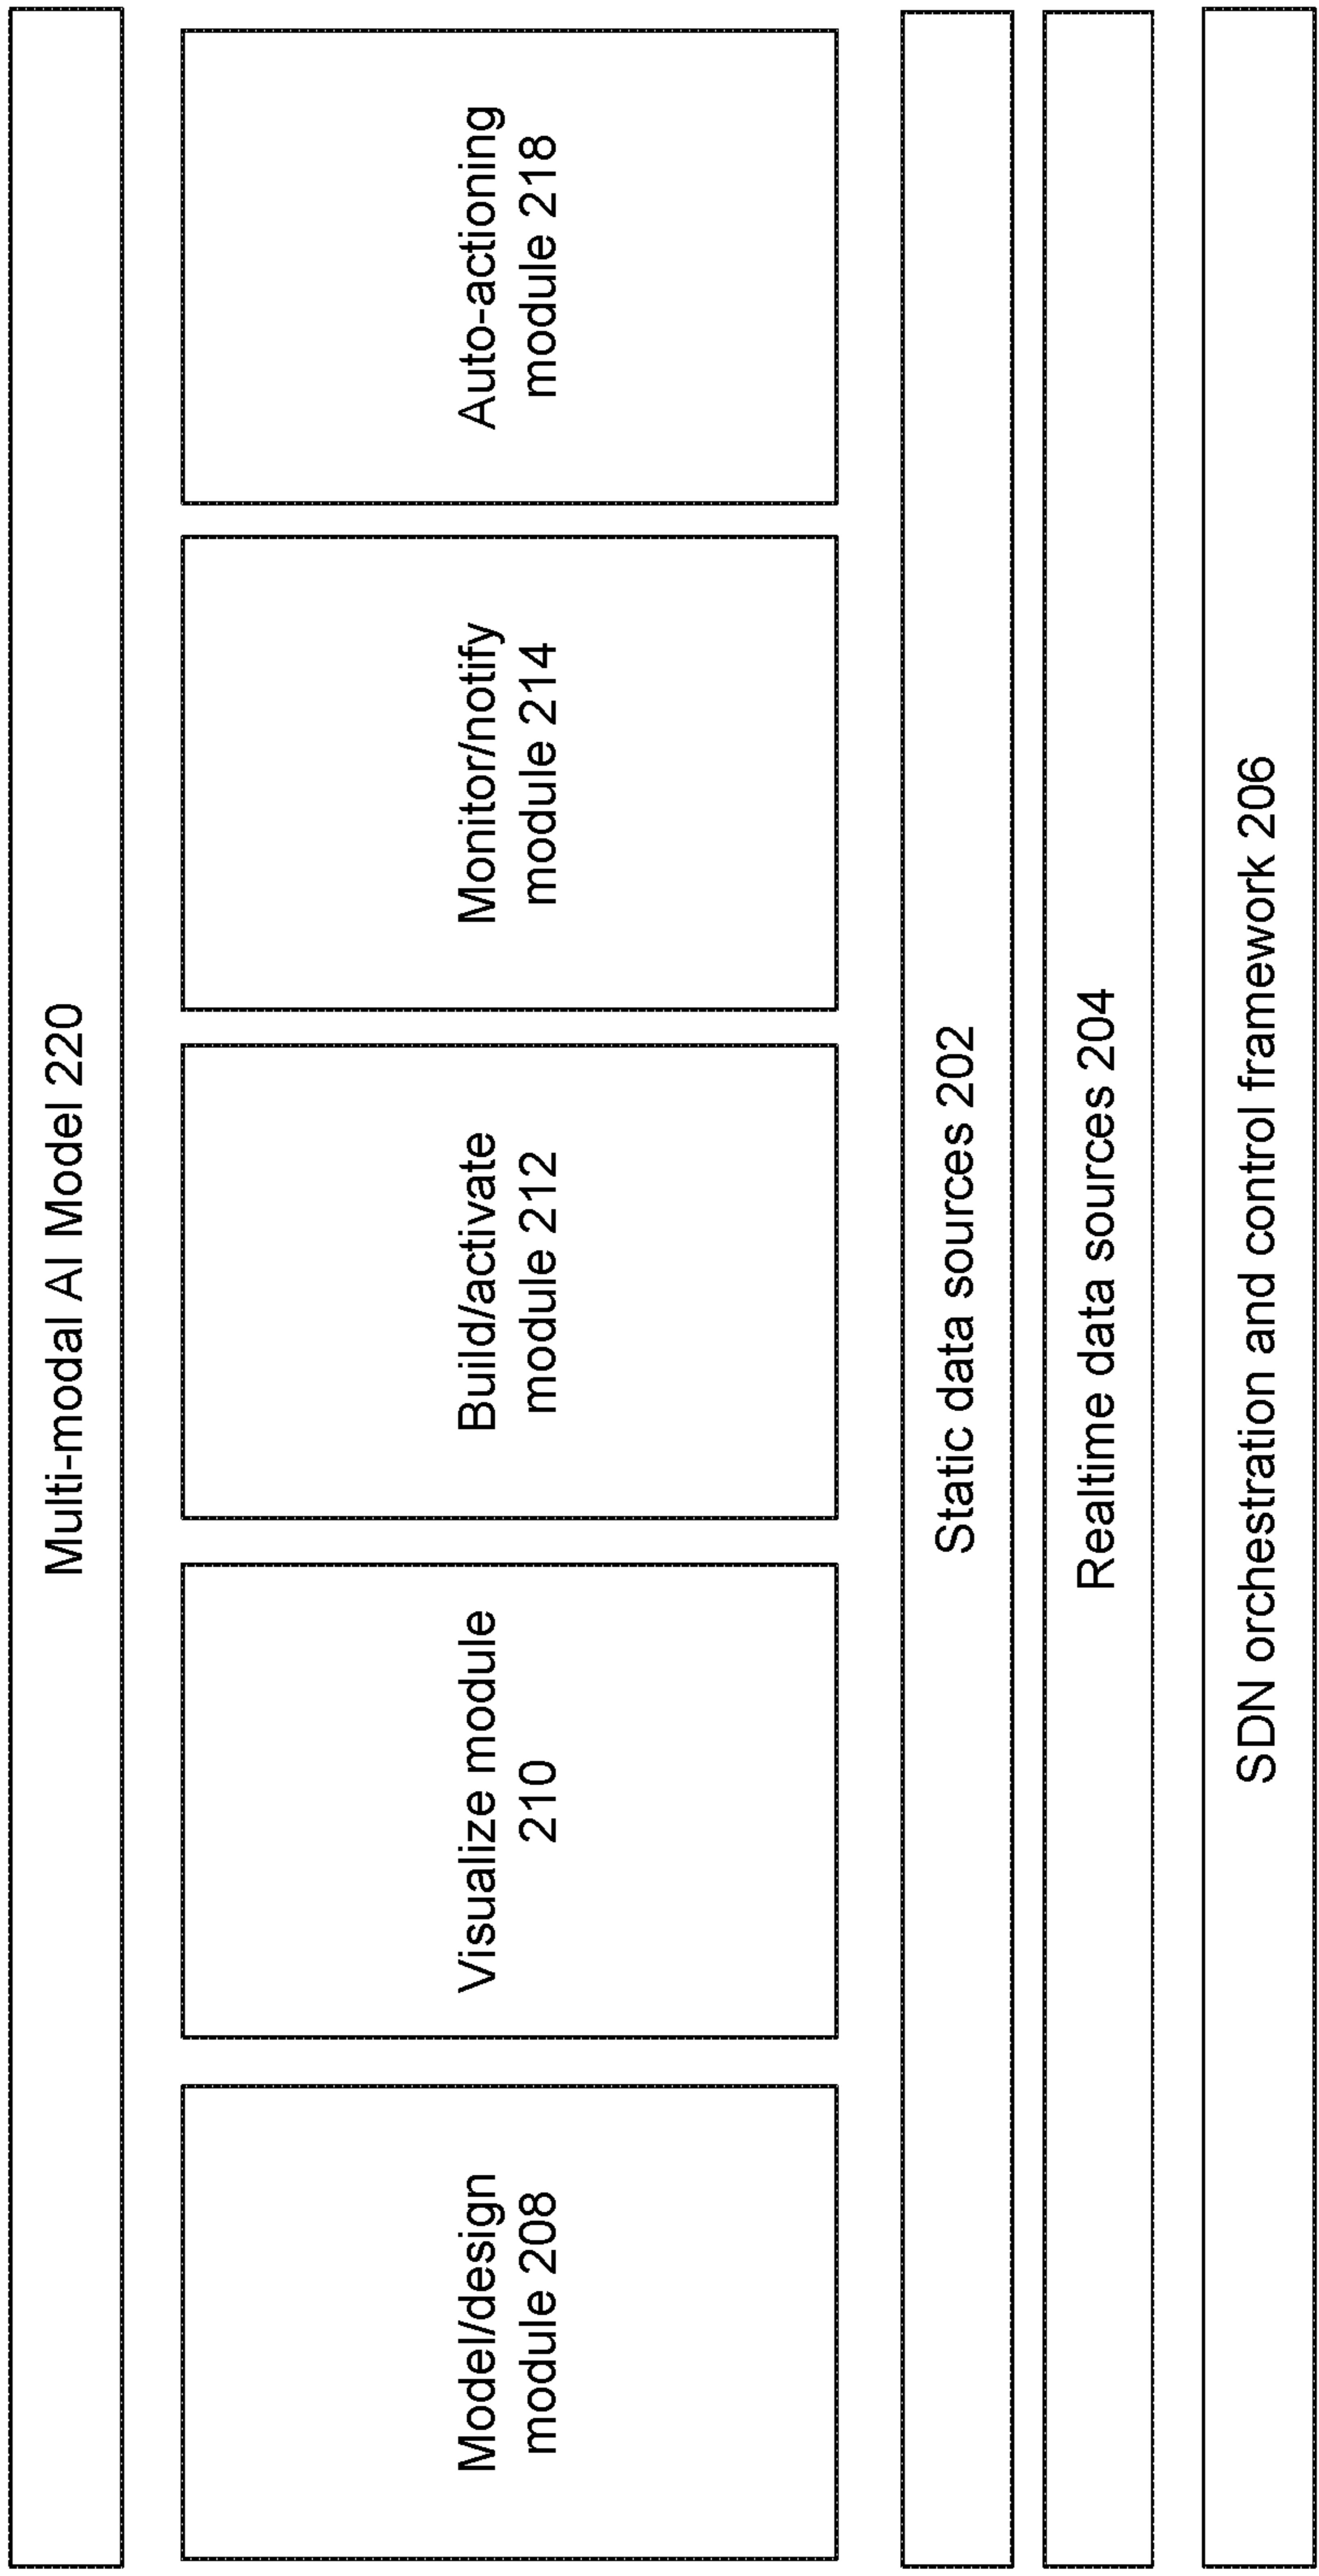 Multi-modal AI Model 220
Model/design
module 208
Visualize module
210
Build/activate
module 212
Monitor/notify
module 214
Auto-actioning
module 218
Static data sources 202
Realtime data sources 204
SDN orchestration and control framework 206